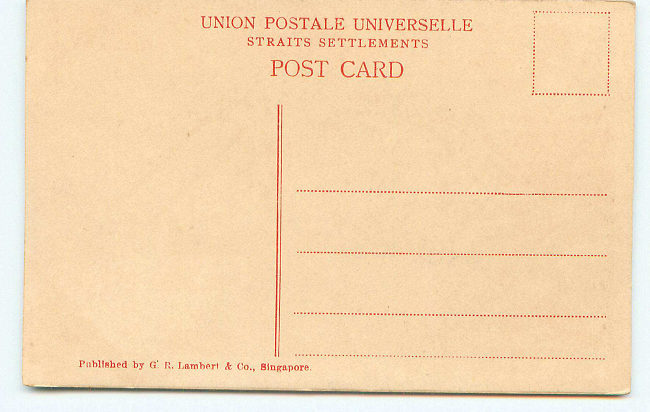 UNION POSTALE UNIVERSELLE
STRAITS SETTLEMENTS
POST CARD
Published by G. R. Lambert & Co., Singapore.